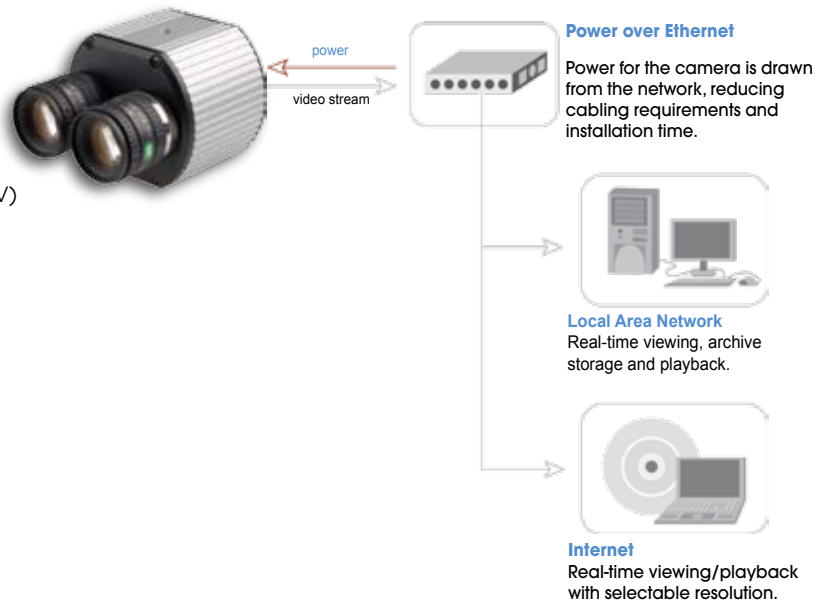 Power over Ethernet
power
Power for the camera is drawn
from the network, reducing
video stream
cabling requirements and
installation time.
V)
Local Area Network
Real-time viewing, archive
storage and playback.
Internet
Real-time viewing/playback
with selectable resolution.